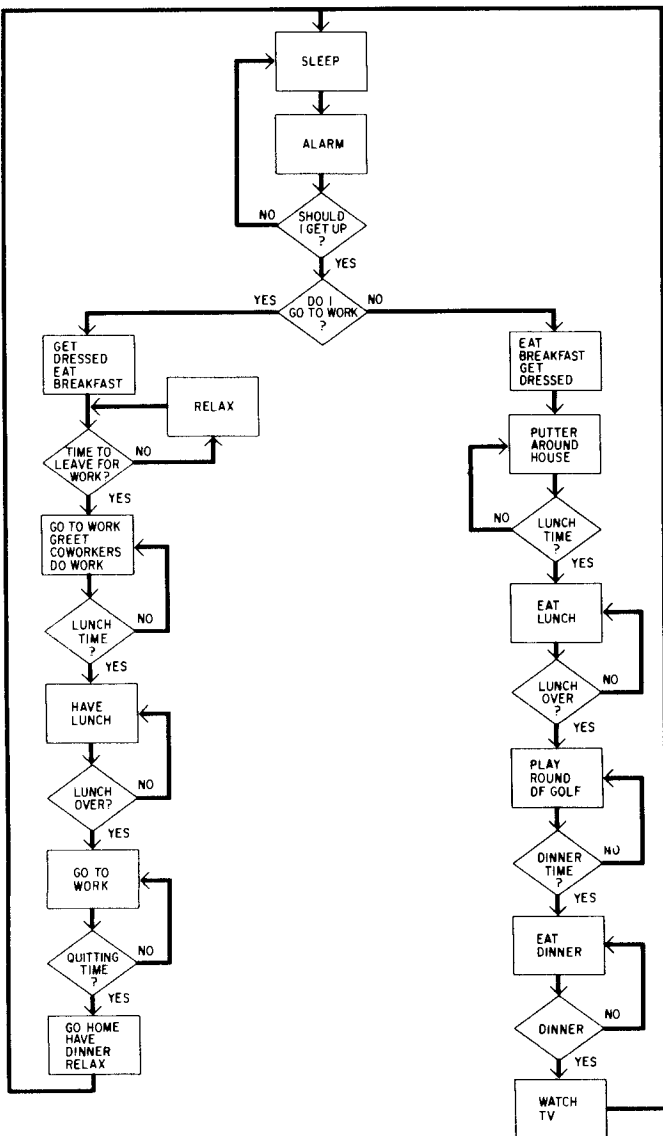 SLEEP
ALARM
NO
SHOULD
I GET UP
?
YES
YES
DO I
GO TO WORK
?
NO
GET
DRESSED
EAT
BREAKFAST
RELAX
TIME TO
LEAVE FOR
WORK?
NO
YES
GO TO WORK
GREET
COWORKERS
DO WORK
LUNCH
TIME
?
NO
YES
HAVE
LUNCH
LUNCH
OVER?
NO
YES
GO TO
WORK
QUITTING
TIME
?
NO
YES
GO HOME
HAVE
DINNER
RELAX
EAT
BREAKFAST
GET
DRESSED
PUTTER
AROUND
HOUSE
NO
LUNCH
TIME
?
YES
EAT
LUNCH
LUNCH
OVER
?
NO
YES
PLAY
ROUND
OF GOLF
DINNER
TIME
?
NO
YES
EAT
DINNER
DINNER
NO
YES
WATCH
TV